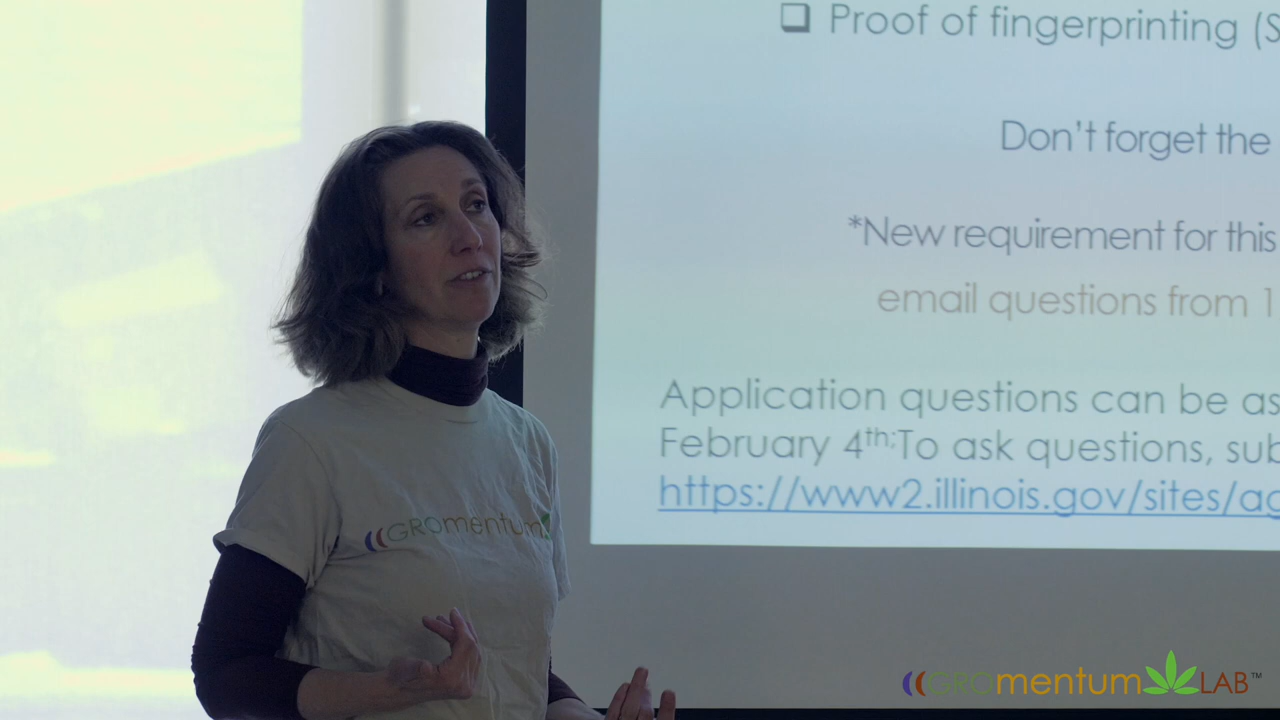 Proof of fingerprinting (S
Don't forget the
*New requirement for this
email questions from 1
Application questions can be as
February 4th;To ask questions, sub
https://www2.illinois.gov/sites/ag
GROmentum
GROmentum LAB™